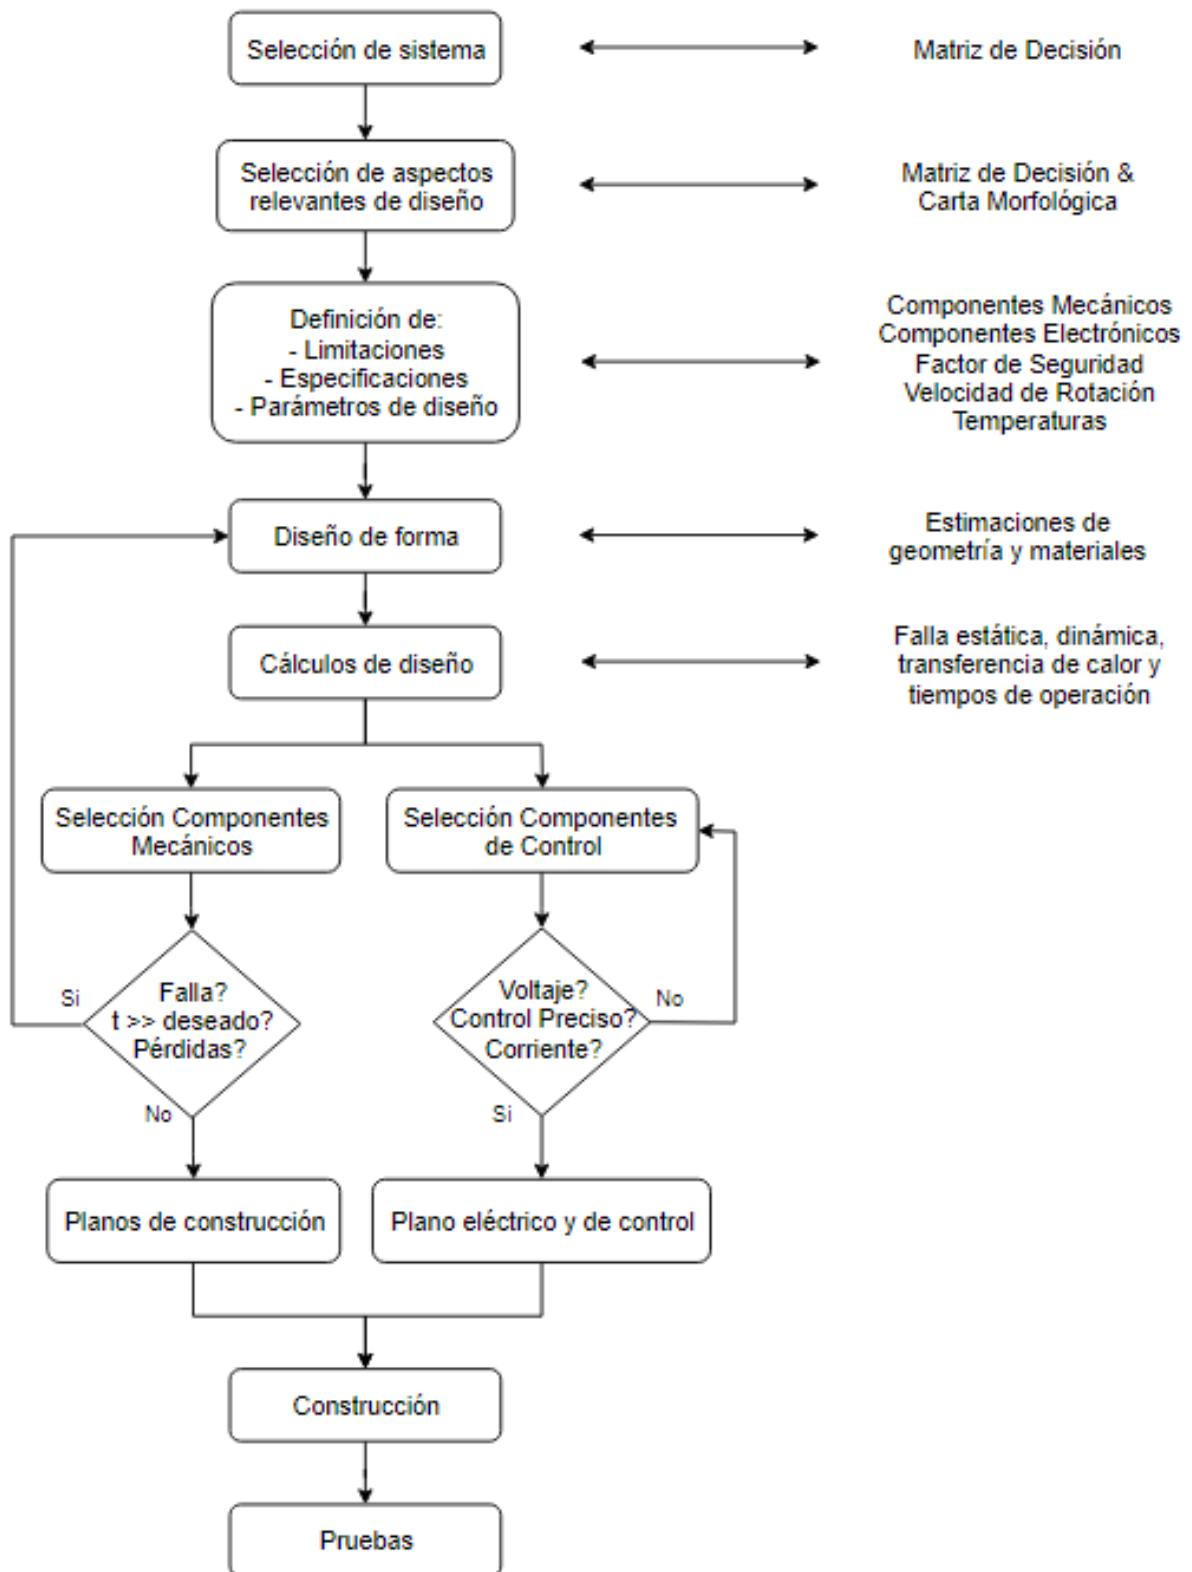 Selección de sistema
Matriz de Decisión
Selección de aspectos
relevantes de diseño
Matriz de Decisión &
Carta Morfológica
Definición de:
- Limitaciones
- Especificaciones
- Parámetros de diseño
Componentes Mecánicos
Componentes Electrónicos
Factor de Seguridad
Velocidad de Rotación
Temperaturas
Diseño de forma
Estimaciones de
geometría y materiales
Cálculos de diseño
Falla estática, dinámica,
transferencia de calor y
tiempos de operación
Selección Componentes
Mecánicos
Selección Componentes
de Control
Si
Falla?
t >> deseado?
Pérdidas?
No
Voltaje?
Control Preciso?
Corriente?
No
Si
Planos de construcción
Plano eléctrico y de control
Construcción
Pruebas